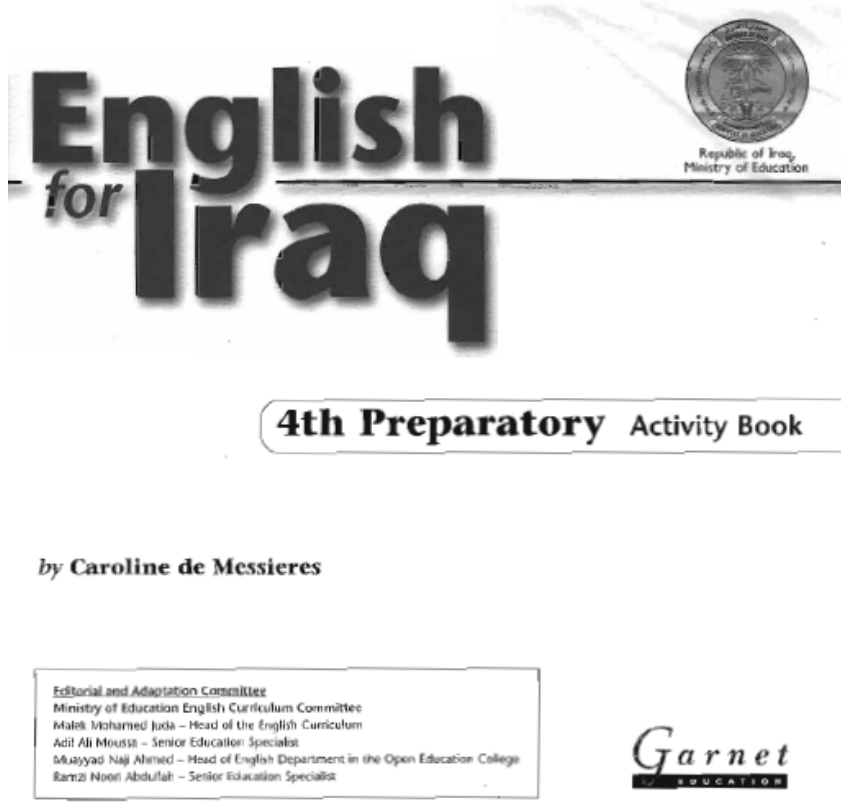 English
for Iraq
Republic of Iraq,
Ministry of Education
4th Preparatory Activity Book
by Caroline de Messieres
Editorial and Adaptation Committee
Ministry of Education English Curriculum Committee
Malek Mohamed Juda – Head of the English Curriculum
Adil Ali Moussa – Senior Education Specialist
Muayyad Naji Ahmed – Head of English Department in the Open Education College
Ramzi Noori Abdullah – Senior Education Specialist
Garnet
EDUCATION